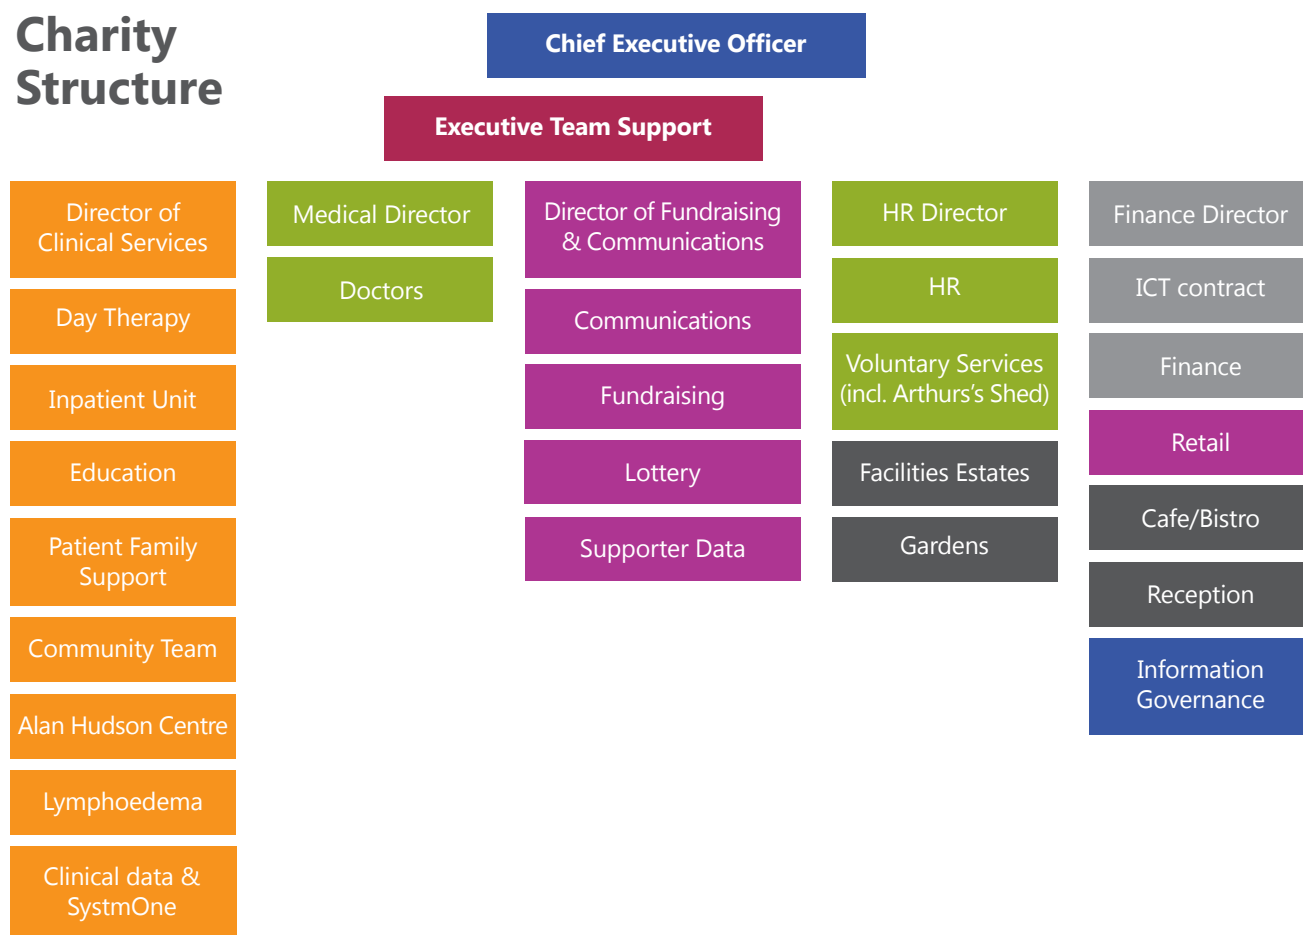 Charity
Structure
Chief Executive Officer
Executive Team Support
Director of
Clinical Services
Day Therapy
Inpatient Unit
Education
Patient Family
Support
Community Team
Alan Hudson Centre
Lymphoedema
Clinical data &
SystmOne
Medical Director
Doctors
Director of Fundraising
& Communications
Communications
Fundraising
Lottery
Supporter Data
HR Director
HR
Voluntary Services
(incl. Arthurs's Shed)
Facilities Estates
Gardens
Finance Director
ICT contract
Finance
Retail
Cafe/Bistro
Reception
Information
Governance